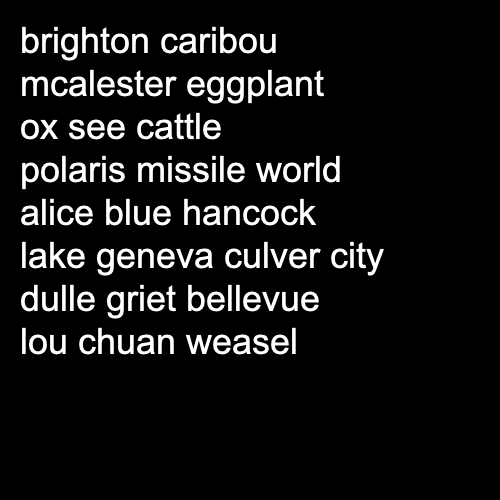 brighton caribou
mcalester eggplant
ox see cattle
polaris missile world
alice blue hancock
lake geneva culver city
dulle griet bellevue
lou chuan weasel